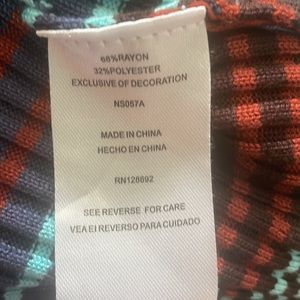 68%RAYON
32%POLYESTER
EXCLUSIVE OF DECORATION
NS057A
MADE IN CHINA
HECHO EN CHINA
RN128692
SEE REVERSE FOR CARE
VEA El REVERSO PARA CUIDADO